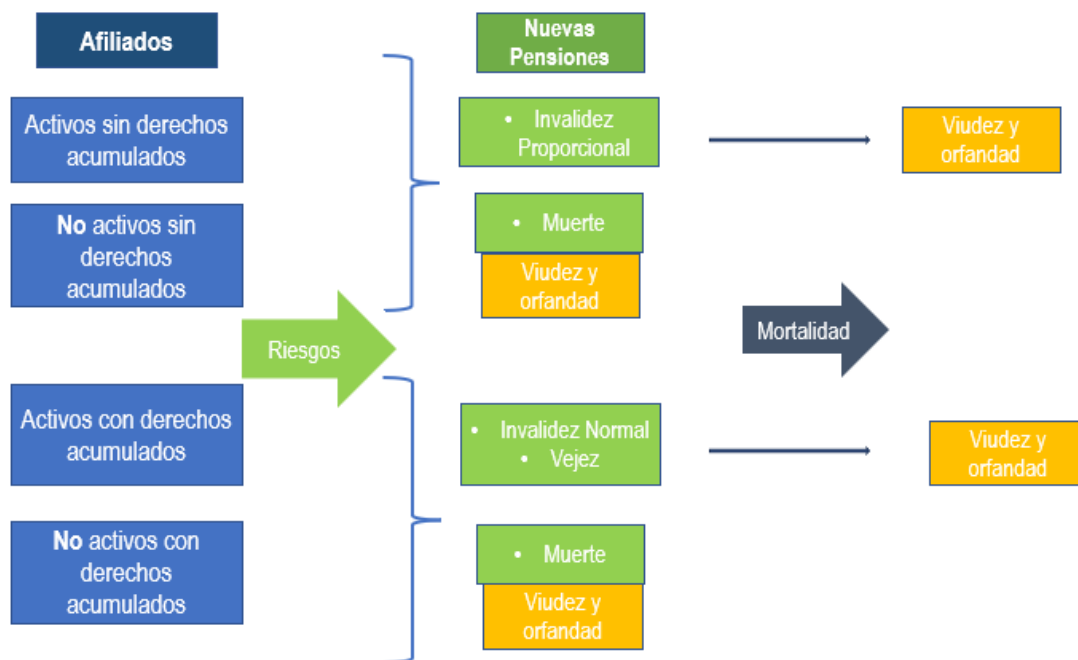 Afiliados
Nuevas
Pensiones
Activos sin derechos
acumulados
• Invalidez
Proporcional
Viudez y
orfandad
No activos sin
derechos
acumulados
• Muerte
Viudez y
orfandad
Riesgos
Mortalidad
Activos con derechos
acumulados
• Invalidez Normal
• Vejez
Viudez y
orfandad
No activos con
derechos
acumulados
• Muerte
Viudez y
orfandad